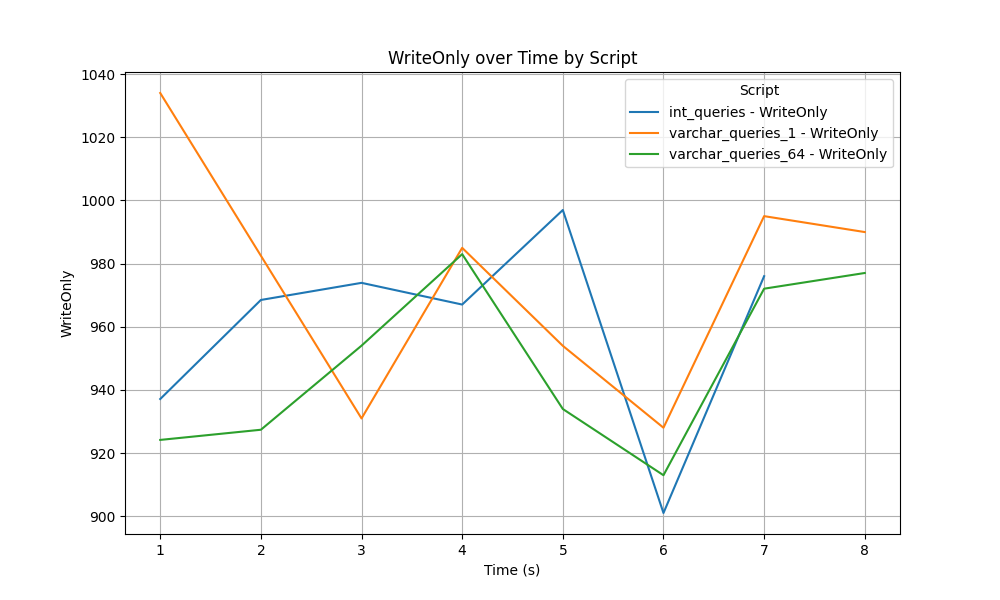 WriteOnly over Time by Script
Script
int_queries - WriteOnly
varchar_queries_1 - WriteOnly
varchar_queries_64 - WriteOnly
WriteOnly
1040
1020
1000
980
960
940
920
900
1 2 3 4 5 6 7 8
Time (s)